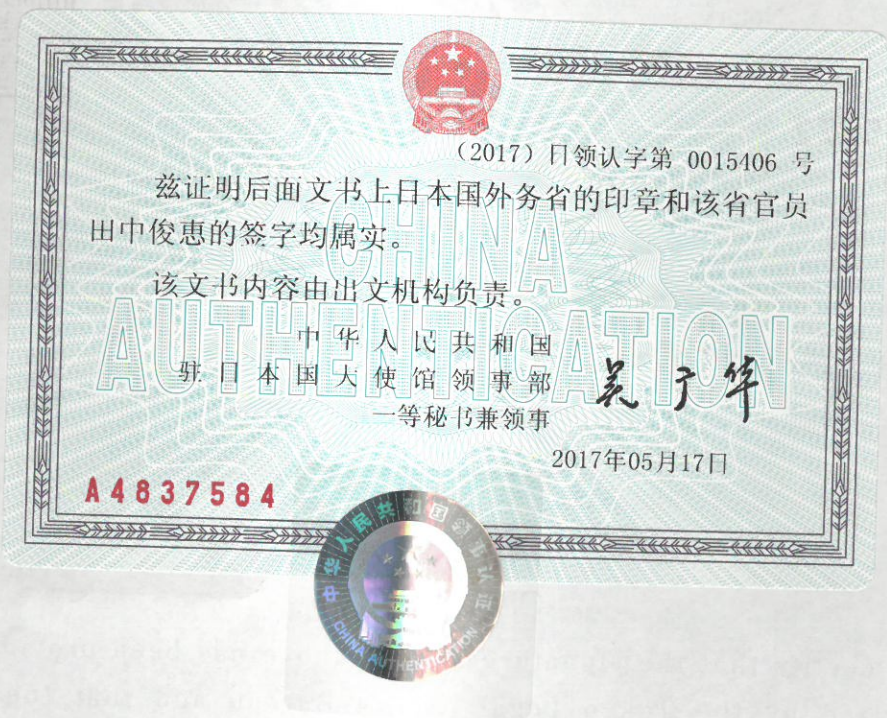 （2017）日领认字第 0015406 号
兹证明后面文书上日本国外务省的印章和该省官员
田中俊惠的签字均属实。
该文书内容由出文机构负责。
中华人民共和国
驻日本国大使馆领事部
一等秘书兼领事
吴广华
2017年05月17日
A4837584
CHINA
AUTHENTICATION
中华人民共和国领事认证
CHINA AUTHENTICATION